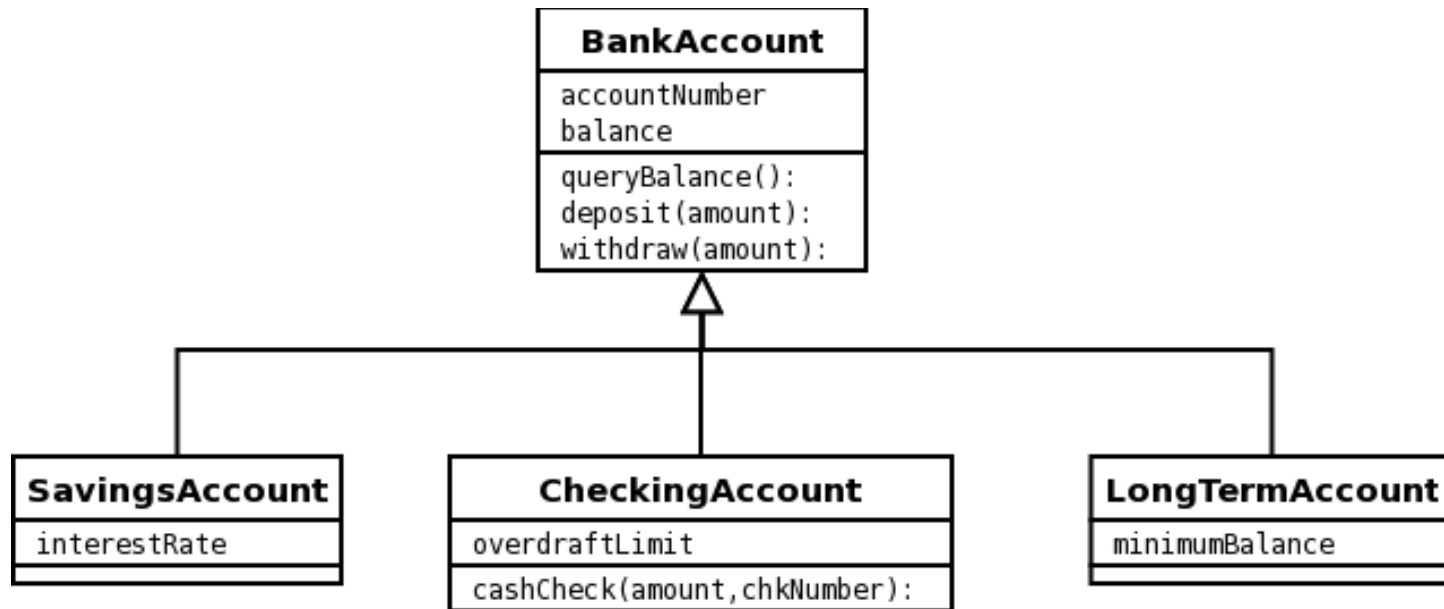 BankAccount
accountNumber
balance
queryBalance():
deposit(amount):
withdraw(amount):
SavingsAccount
interestRate
CheckingAccount
overdraftLimit
cashCheck(amount,chkNumber):
LongTermAccount
minimumBalance